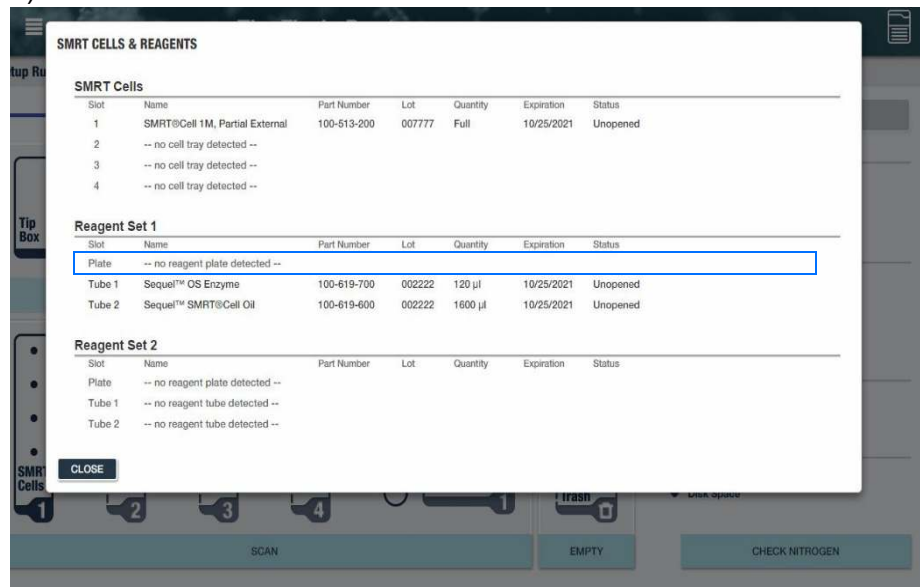 SMRT CELLS & REAGENTS
tup Ru
SMRT Cells
Slot Name Part Number Lot Quantity Expiration Status
1 SMRT®Cell 1M, Partial External 100-513-200 007777 Full 10/25/2021 Unopened
2 -- no cell tray detected --
3 -- no cell tray detected --
4 -- no cell tray detected --
Tip
Box
Reagent Set 1
Slot Name Part Number Lot Quantity Expiration Status
Plate -- no reagent plate detected --
Tube 1 Sequel™ OS Enzyme 100-619-700 002222 120 µl 10/25/2021 Unopened
Tube 2 Sequel™ SMRT®Cell Oil 100-619-600 002222 1600 µl 10/25/2021 Unopened
Reagent Set 2
Slot Name Part Number Lot Quantity Expiration Status
Plate -- no reagent plate detected --
Tube 1 -- no reagent tube detected --
Tube 2 -- no reagent tube detected --
CLOSE
SMRT
Cells
1 2 3 4 1 Trash Disk Space
SCAN EMPTY CHECK NITROGEN